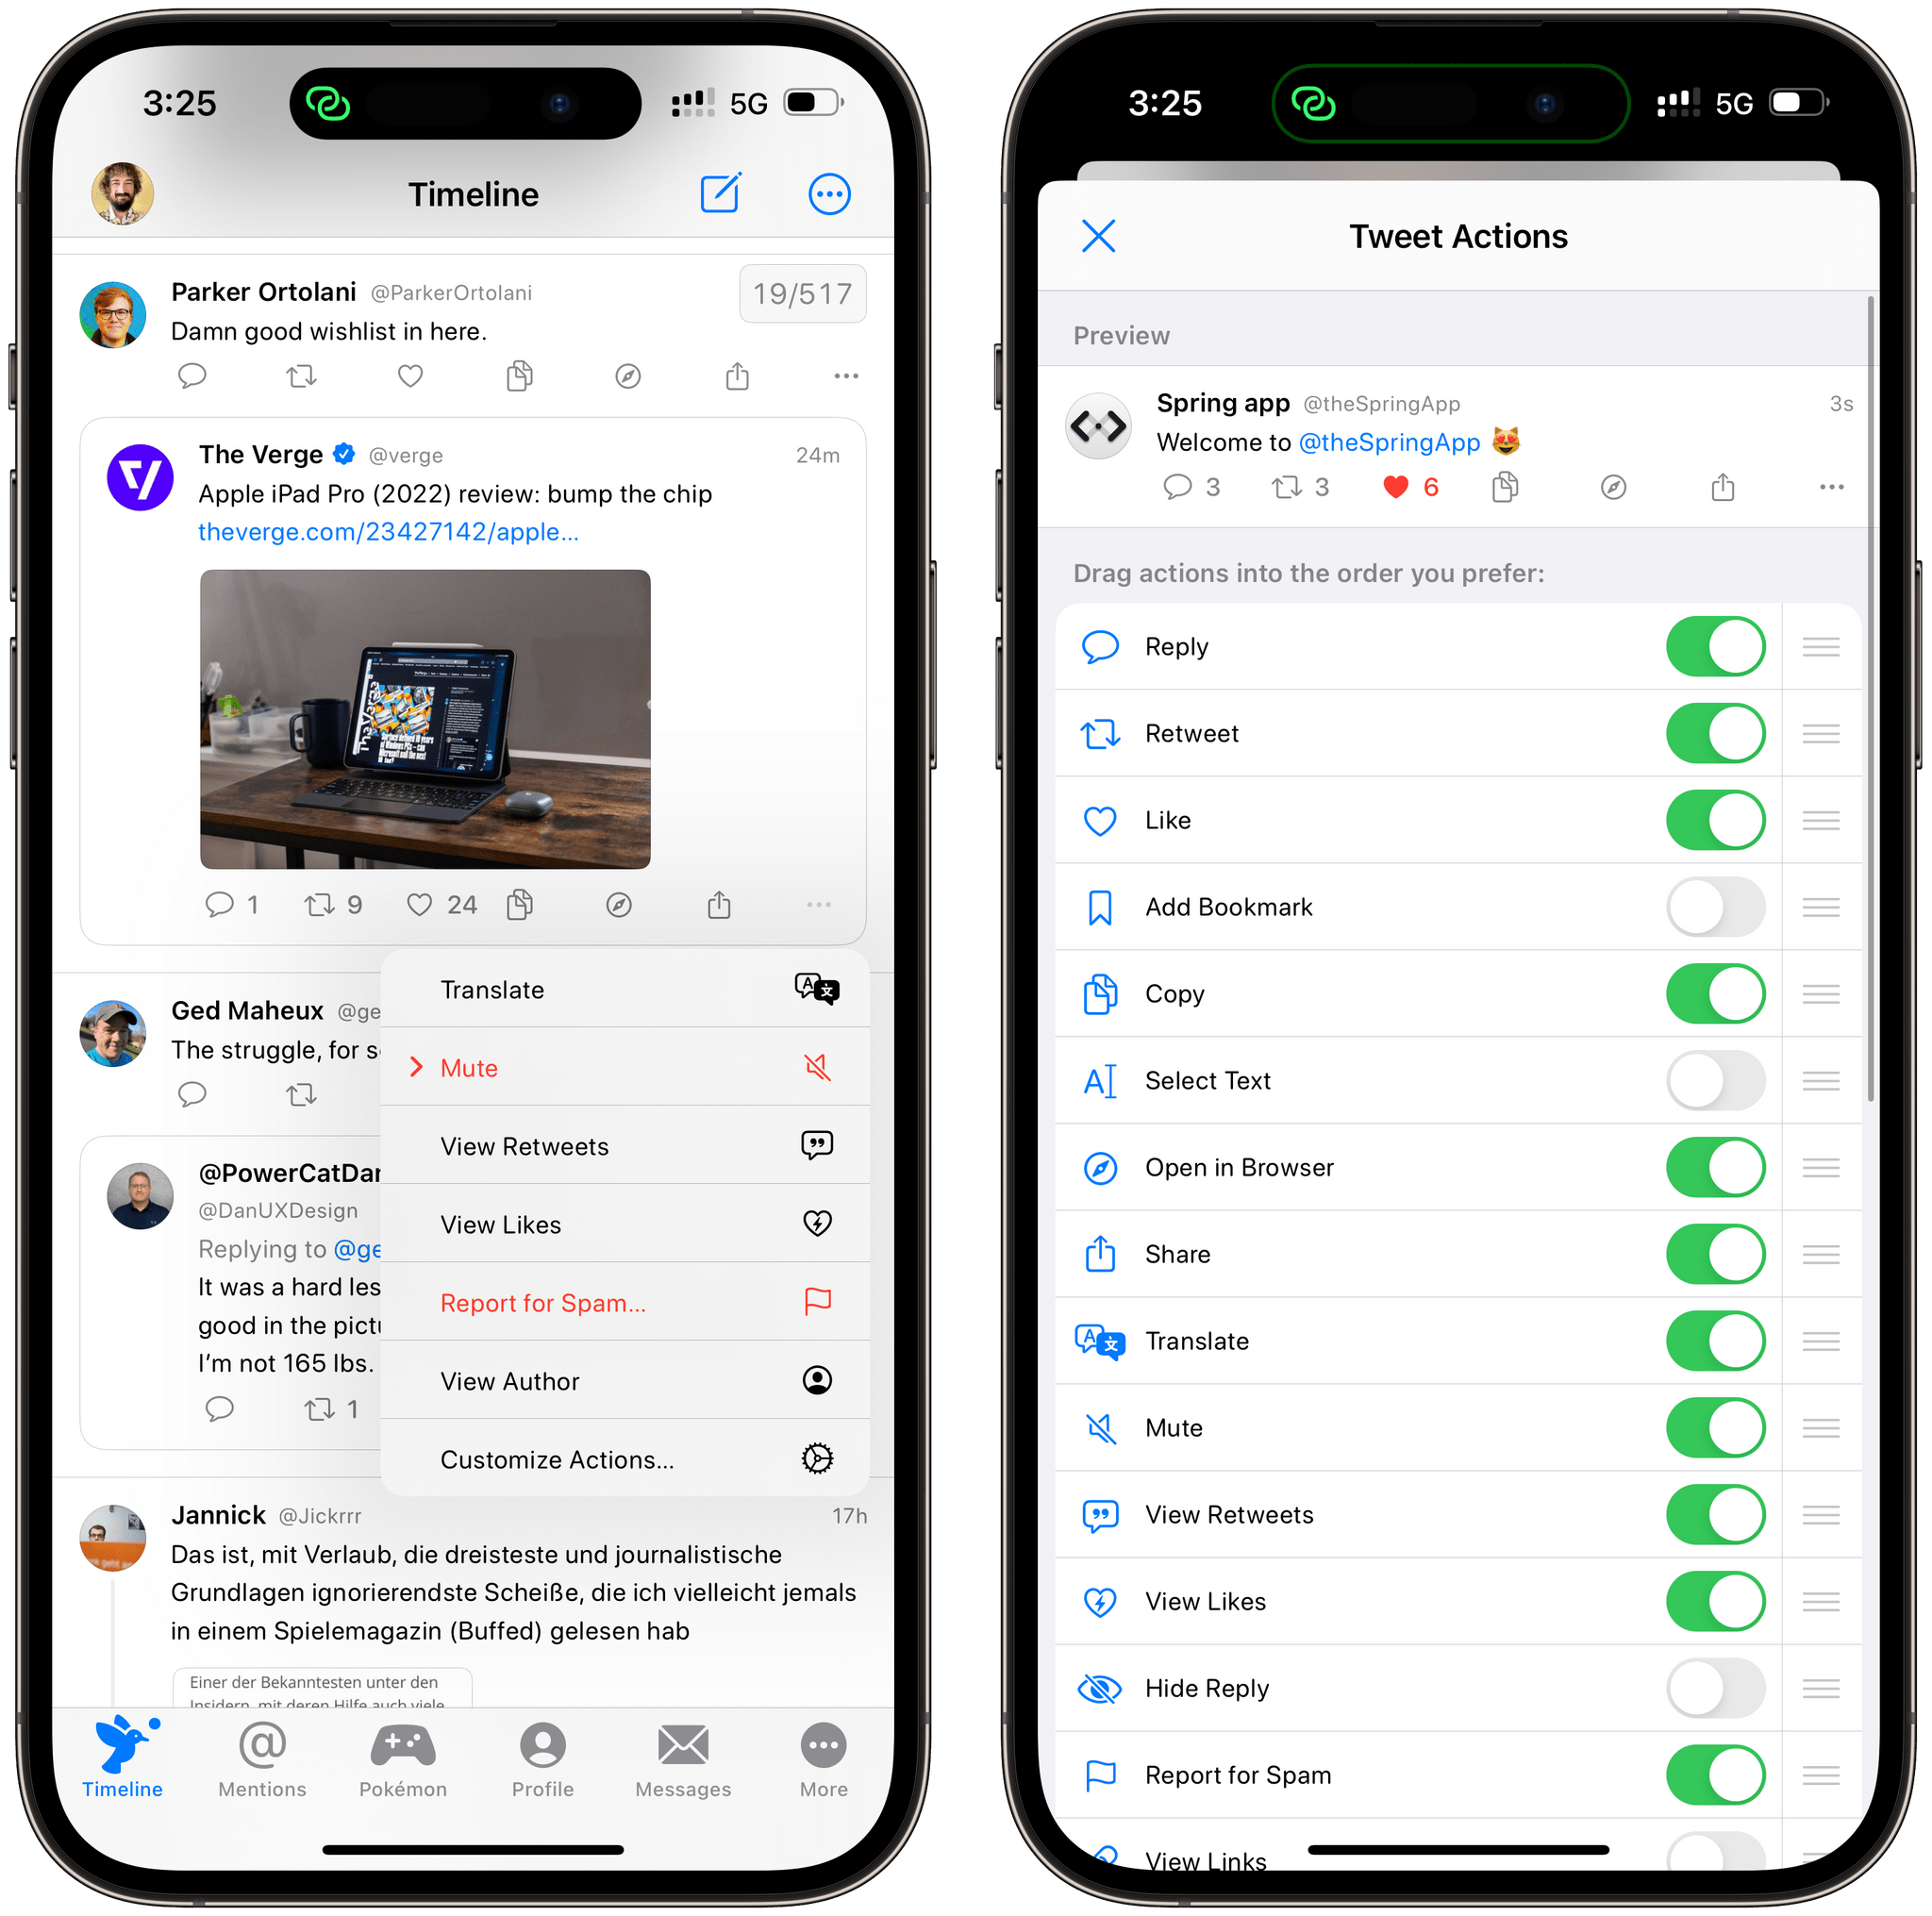 3:25
5G
Timeline
Parker Ortolani @ParkerOrtolani
19/517
Damn good wishlist in here.
The Verge @verge 24m
Apple iPad Pro (2022) review: bump the chip
theverge.com/23427142/apple...
1 9 24
Translate
Mute
View Retweets
View Likes
Report for Spam...
View Author
Customize Actions...
Ged Maheux @ge
The struggle, for s
@PowerCatDan
@DanUXDesign
Replying to @ge
It was a hard les
good in the pictu
I'm not 165 lbs.
1
Jannick @Jickrrr 17h
Das ist, mit Verlaub, die dreisteste und journalistische
Grundlagen ignorierendste Scheiße, die ich vielleicht jemals
in einem Spielemagazin (Buffed) gelesen hab
Einer der Bekanntesten unter den
Insidern, mit deren Hilfe auch viele
Timeline Mentions Pokémon Profile Messages More
3:25
5G
Tweet Actions
Preview
Spring app @theSpringApp 3s
Welcome to @theSpringApp 😻
3 3 6
Drag actions into the order you prefer:
Reply
Retweet
Like
Add Bookmark
Copy
Select Text
Open in Browser
Share
Translate
Mute
View Retweets
View Likes
Hide Reply
Report for Spam
View Links